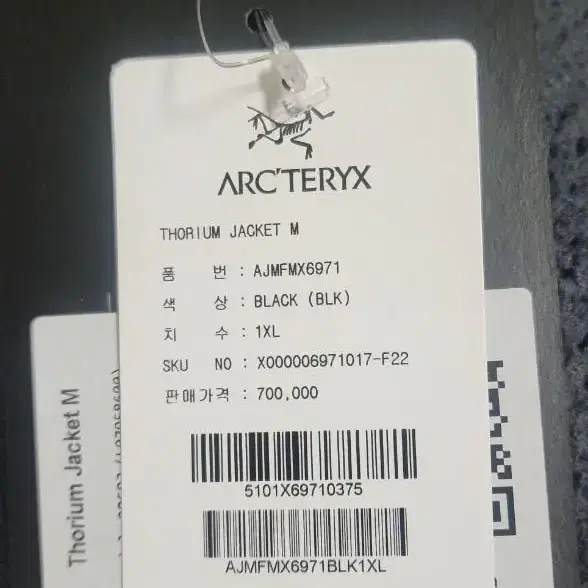 ARC'TERYX
THORIUM JACKET M
품 번 : AJMFMX6971
색 상 : BLACK (BLK)
치 수 : 1XL
SKU NO : X000006971017-F22
판매가격 : 700,000
5101X69710375
AJMFMX6971BLK1XL
Thorium Jacket M